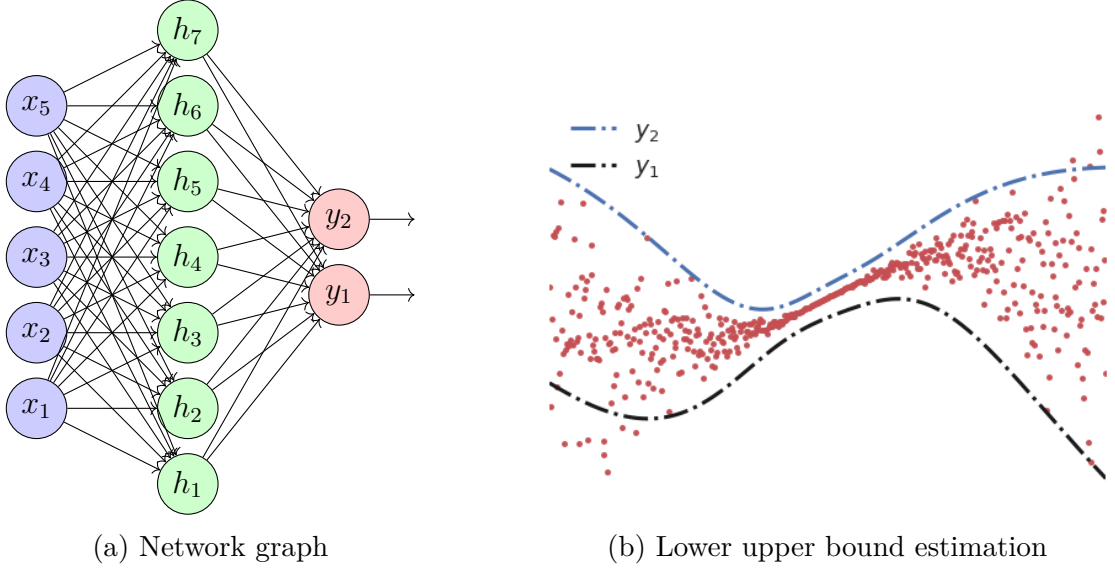 h7
x5
h6
x4
h5
y2
x3
h4
y1
x2
h3
x1
h2
h1
(a) Network graph
y2
y1
(b) Lower upper bound estimation